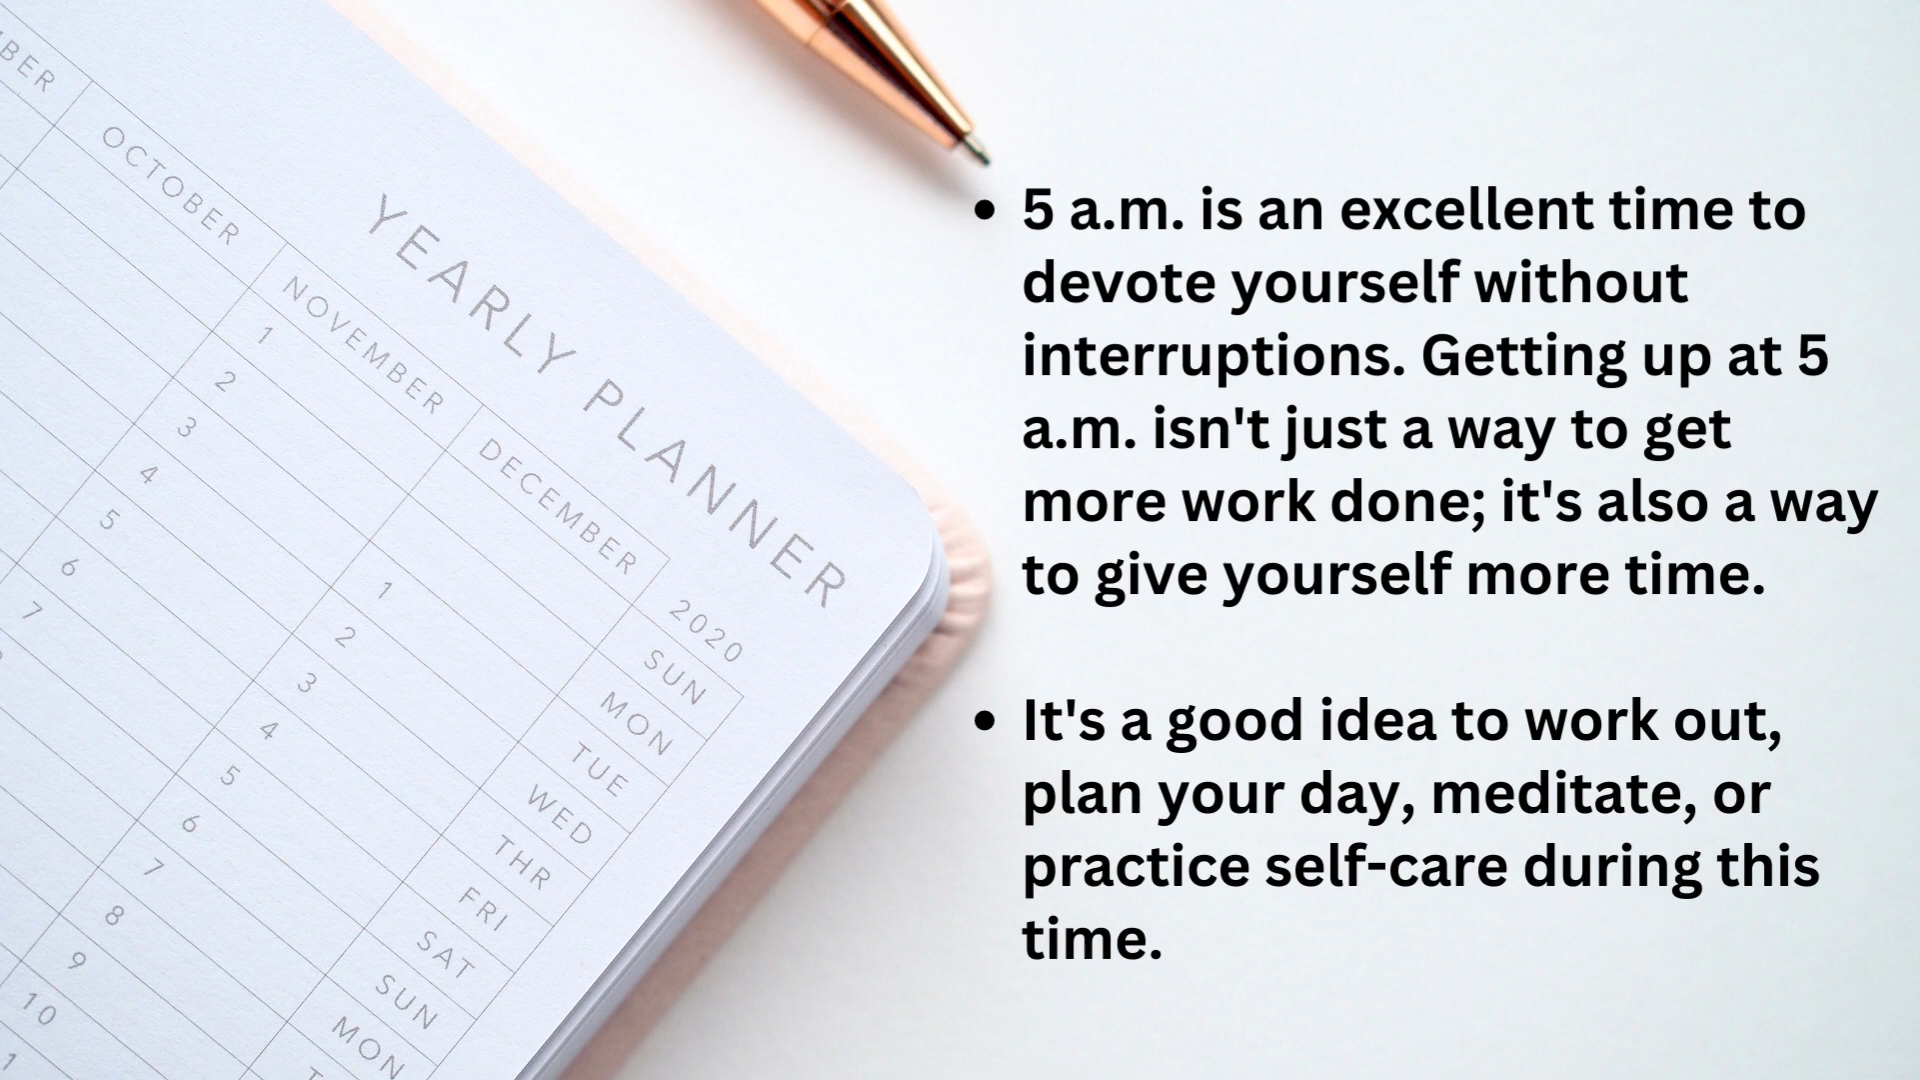 BER
OCTOBER
NOVEMBER
DECEMBER
YEARLY PLANNER
2020
SUN
MON
TUE
WED
THR
FRI
SAT
SUN
MON
1
2
3
4
5
6
7
1
2
3
4
5
6
7
8
9
10
• 5 a.m. is an excellent time to
devote yourself without
interruptions. Getting up at 5
a.m. isn't just a way to get
more work done; it's also a way
to give yourself more time.
• It's a good idea to work out,
plan your day, meditate, or
practice self-care during this
time.